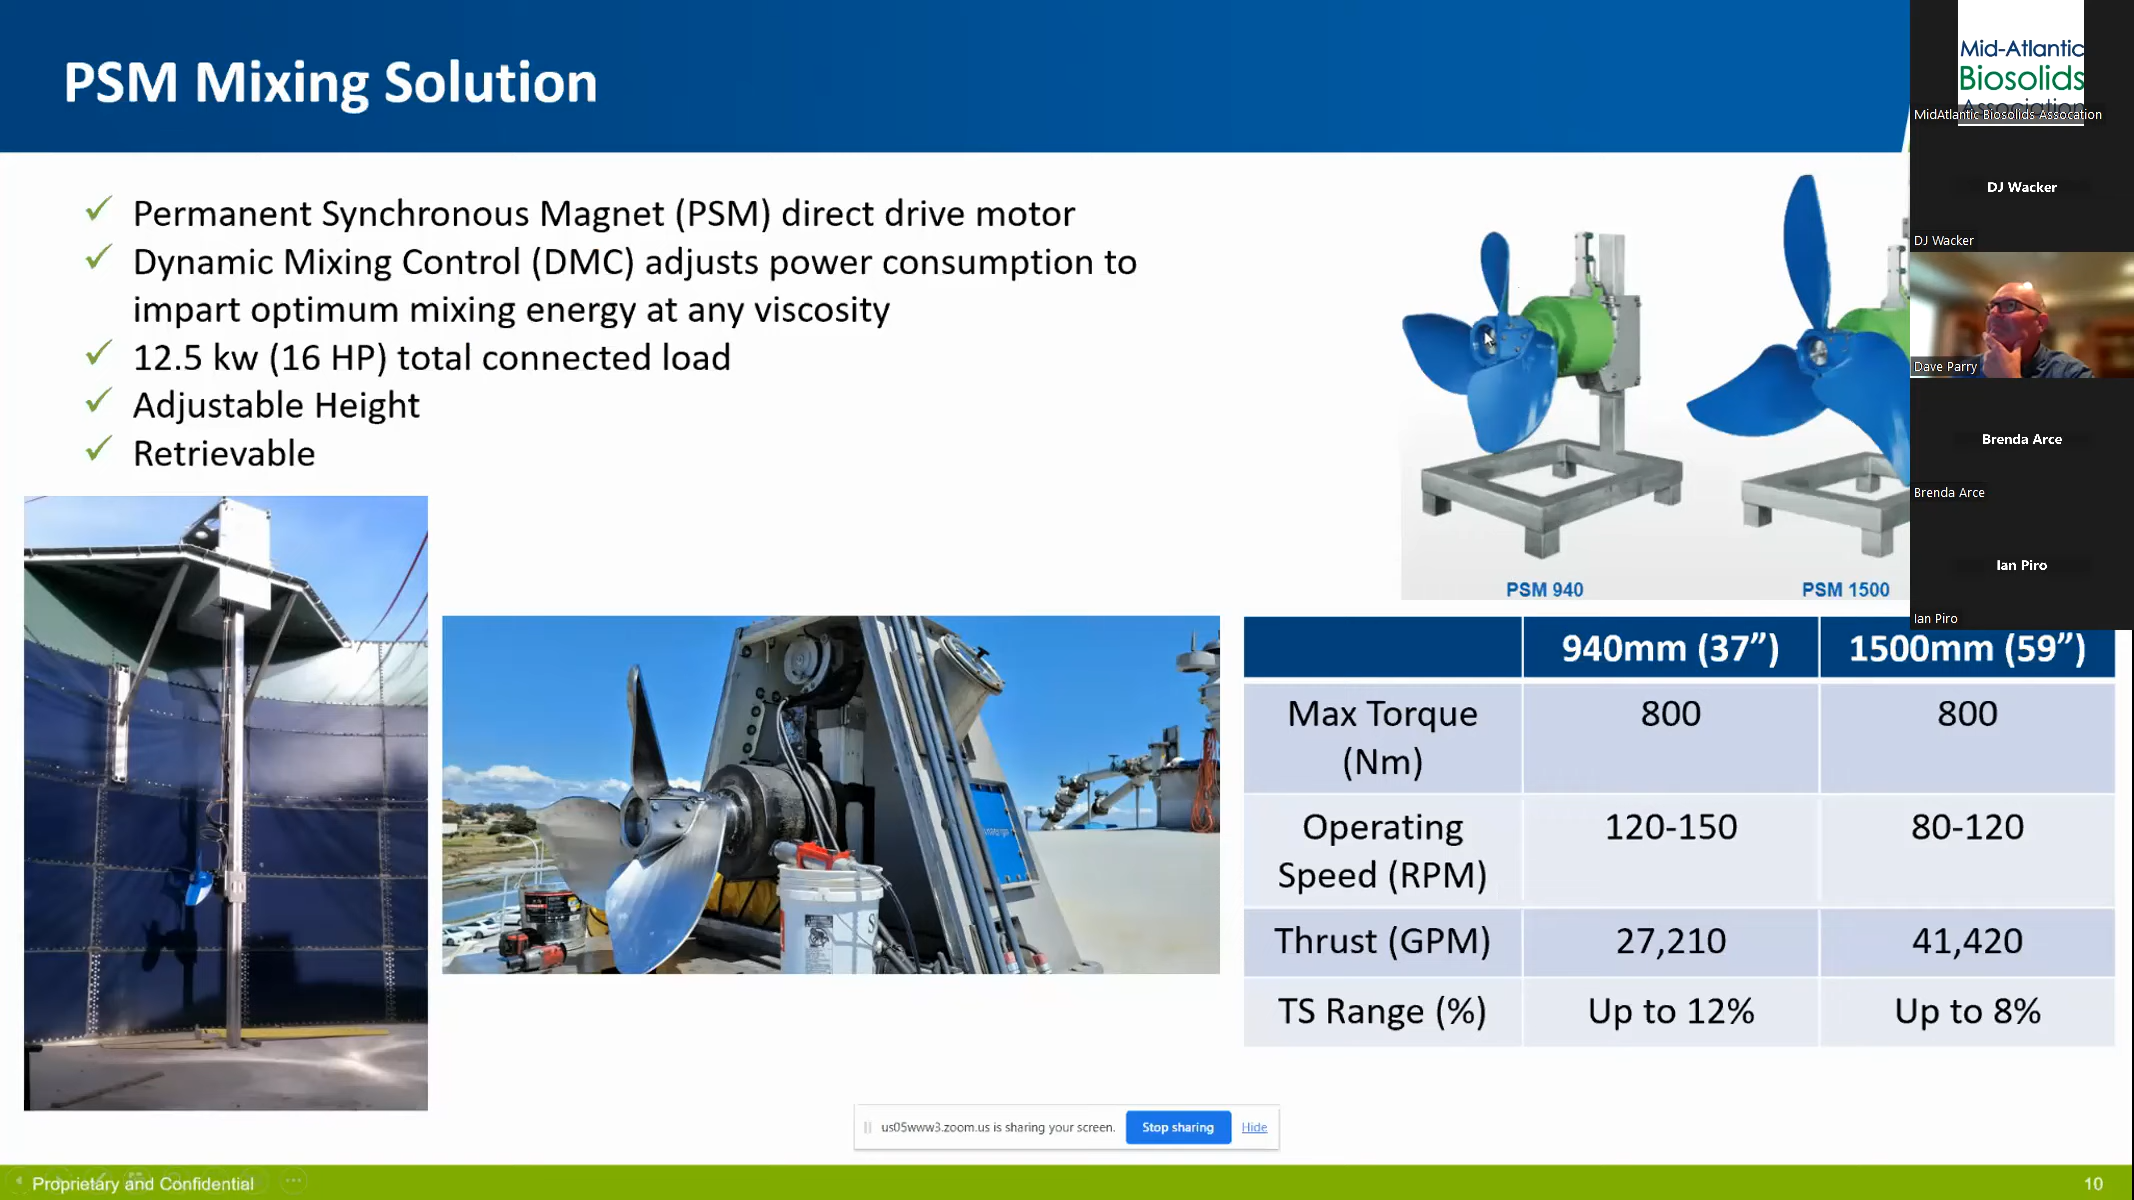 PSM Mixing Solution
Permanent Synchronous Magnet (PSM) direct drive motor
Dynamic Mixing Control (DMC) adjusts power consumption to
impart optimum mixing energy at any viscosity
12.5 kw (16 HP) total connected load
Adjustable Height
Retrievable
PSM 940
PSM 1500
940mm (37”)
1500mm (59”)
Max Torque
(Nm)
800
800
Operating
Speed (RPM)
120-150
80-120
Thrust (GPM)
27,210
41,420
TS Range (%)
Up to 12%
Up to 8%
Mid-Atlantic
Biosolids
Association
MidAtlantic Biosolids Assocation
DJ Wacker
DJ Wacker
Dave Parry
Brenda Arce
Brenda Arce
Ian Piro
Ian Piro
us05www3.zoom.us is sharing your screen.
Stop sharing
Hide
Proprietary and Confidential
10